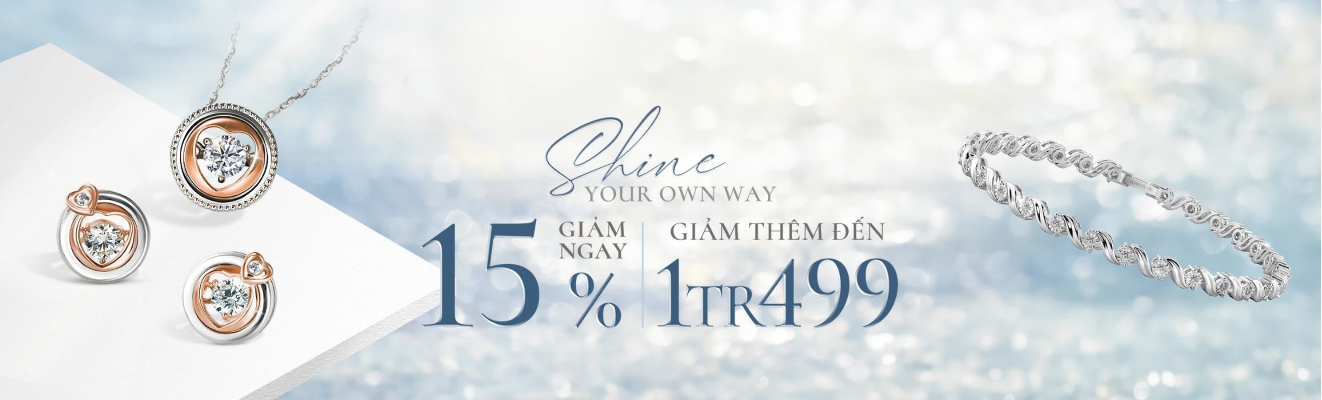 Shine
YOUR OWN WAY
15% GIẢM NGAY
GIẢM THÊM ĐẾN
1TR499